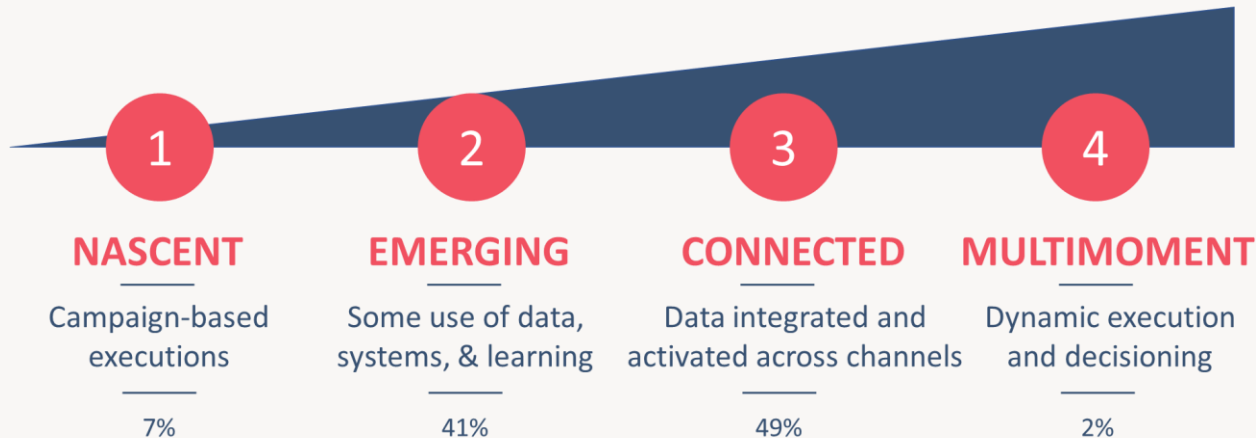 1
2
3
4
NASCENT
EMERGING
CONNECTED
MULTIMOMENT
Campaign-based
executions
Some use of data,
systems, & learning
Data integrated and
activated across channels
Dynamic execution
and decisioning
7%
41%
49%
2%